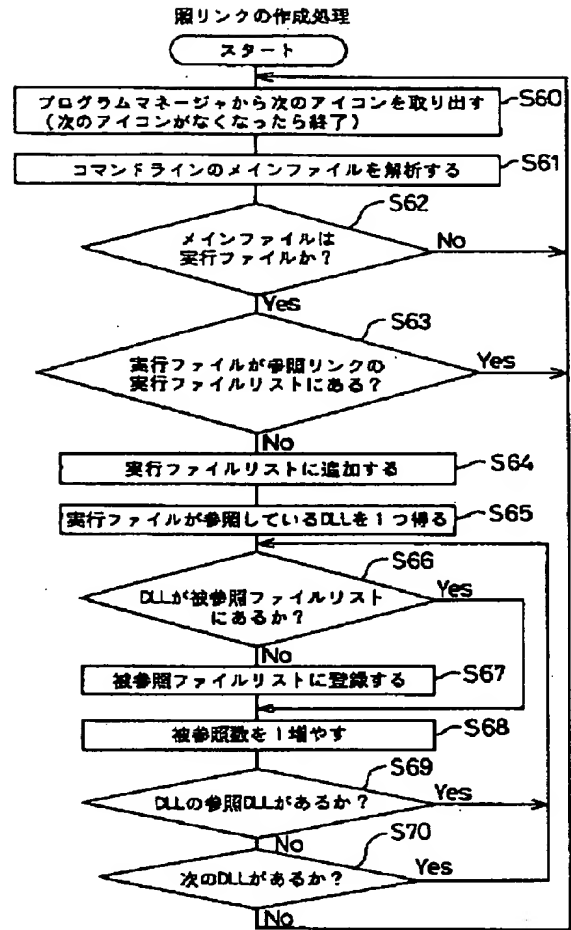 照リンクの作成処理
スタート
プログラムマネージャから次のアイコンを取り出す
(次のアイコンがなくなったら終了)
S60
コマンドラインのメインファイルを解析する
S61
S62
メインファイルは
実行ファイルか?
No
Yes
S63
実行ファイルが参照リンクの
実行ファイルリストにある?
Yes
No
実行ファイルリストに追加する
S64
実行ファイルが参照しているDLLを1つ得る
S65
S66
DLLが被参照ファイルリスト
にあるか?
Yes
No
被参照ファイルリストに登録する
S67
被参照数を1増やす
S68
S69
DLLの参照DLLがあるか?
Yes
No
S70
次のDLLがあるか?
Yes
No